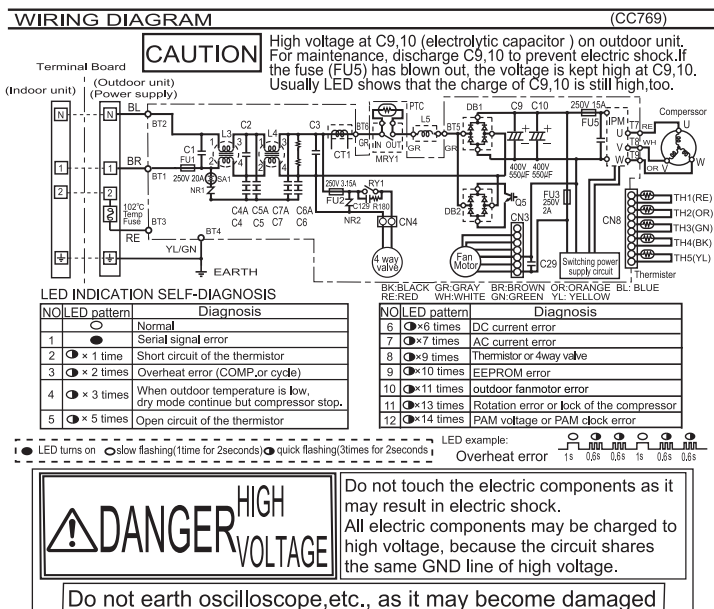 WIRING DIAGRAM (CC769)
CAUTION
High voltage at C9,10 (electrolytic capacitor ) on outdoor unit.
For maintenance, discharge C9,10 to prevent electric shock.If
the fuse (FU5) has blown out, the voltage is kept high at C9,10.
Usually LED shows that the charge of C9,10 is still high,too.
Terminal Board
(Indoor unit)
(Outdoor unit)
(Power supply)
N N BL BT2
1 1 BR BT1
2 2
102°C
Temp
Fuse
RE BT3
YL/GN BT4
EARTH
C1
FU1
250V 20A
NR1
SA1
L3
C2
L4
C3
C4A C5A C7A C6A
C4 C5 C7 C6
CT1
BT6
GR
PTC
IN OUT
MRY1
L5
BT5
GR
250V 3.15A
FU2
RY1
C129 R180
NR2
CN4
4 way
valve
DB1
DB2
C9 C10
400V
550µF
400V
550µF
Q5
250V 15A
FU5
FU3
250V
2A
CN3
Fan
Motor
C29
IPM
U
V
W
T7 RE
T8 WH
T9 OR
Comperssor
U
V
W
CN8
Switching power
supply circuit
TH1(RE)
TH2(OR)
TH3(GN)
TH4(BK)
TH5(YL)
Thermister
BK:BLACK GR:GRAY BR:BROWN OR:ORANGE BL: BLUE
RE:RED WH:WHITE GN:GREEN YL: YELLOW
LED INDICATION SELF-DIAGNOSIS
NO LED pattern Diagnosis
Normal
1 Serial signal error
2 × 1 time Short circuit of the thermistor
3 × 2 times Overheat error (COMP.or cycle)
4 × 3 times When outdoor temperature is low,
dry mode continue but compressor stop.
5 × 5 times Open circuit of the thermistor
NO LED pattern Diagnosis
6 ×6 times DC current error
7 ×7 times AC current error
8 ×9 times Thermistor or 4way valve
9 ×10 times EEPROM error
10 ×11 times outdoor fanmotor error
11 ×13 times Rotation error or lock of the compressor
12 ×14 times PAM voltage or PAM clock error
LED turns on slow flashing(1time for 2seconds) quick flashing(3times for 2seconds
LED example:
Overheat error 1s 0,6s 0,6s 1s 0,6s 0,6s
DANGER HIGH
VOLTAGE
Do not touch the electric components as it
may result in electric shock.
All electric components may be charged to
high voltage, because the circuit shares
the same GND line of high voltage.
Do not earth oscilloscope,etc., as it may become damaged